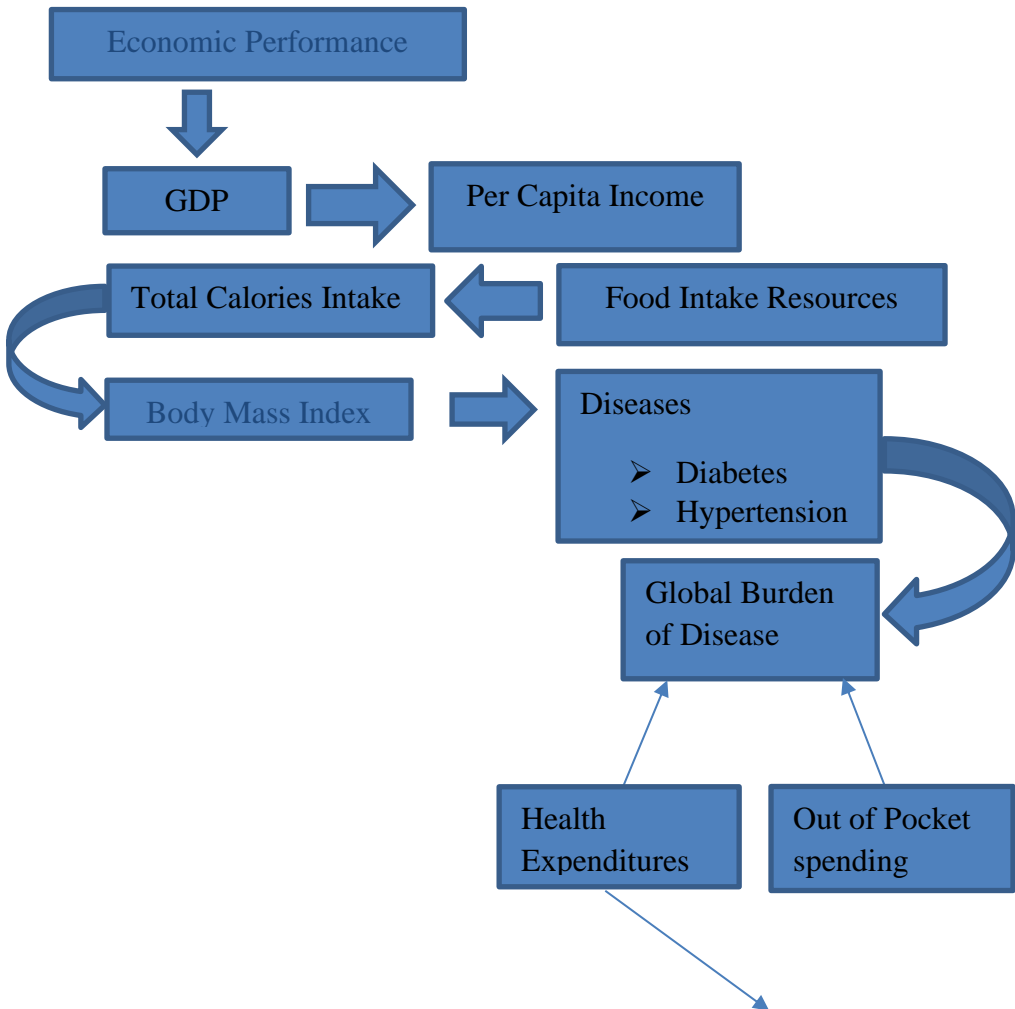 Economic Performance
GDP
Per Capita Income
Total Calories Intake
Food Intake Resources
Body Mass Index
Diseases
➢ Diabetes
➢ Hypertension
Global Burden
of Disease
Health
Expenditures
Out of Pocket
spending